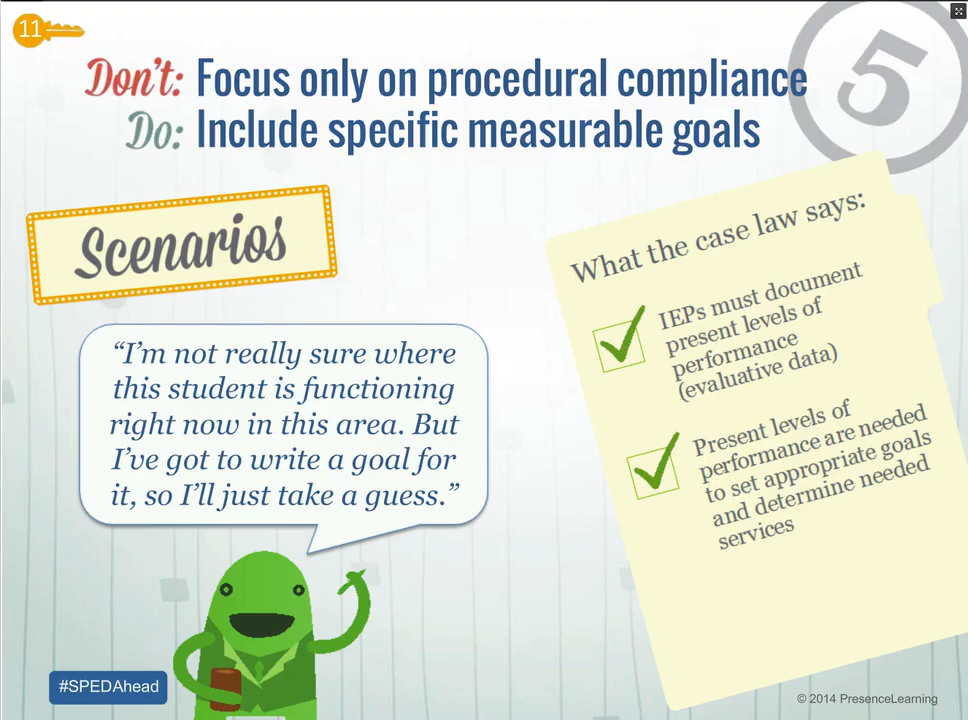 11
5
Don't: Focus only on procedural compliance
Do: Include specific measurable goals
Scenarios
“I’m not really sure where
this student is functioning
right now in this area. But
I’ve got to write a goal for
it, so I’ll just take a guess.”
What the case law says:
IEPs must document
present levels of
performance
(evaluative data)
Present levels of
performance are needed
to set appropriate goals
and determine needed
services
#SPEDAhead
© 2014 PresenceLearning